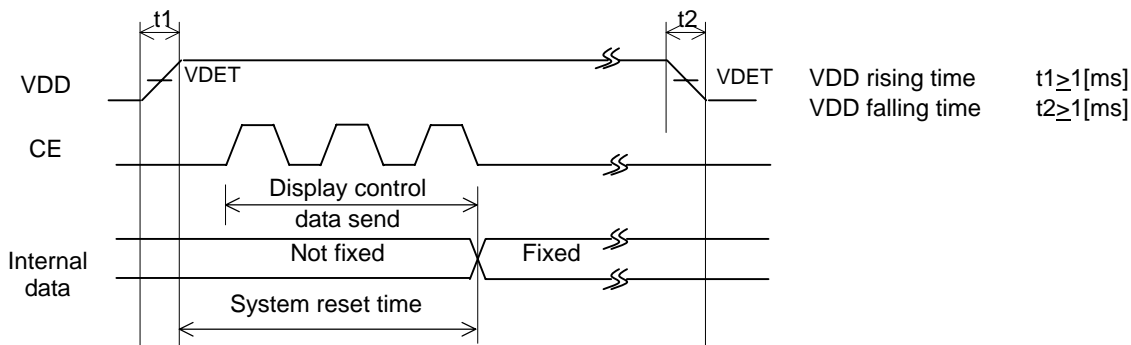 t1
t2
VDD
VDET
VDET
VDD rising time t1≥1[ms]
VDD falling time t2≥1[ms]
CE
Display control
data send
Internal
data
Not fixed
Fixed
System reset time